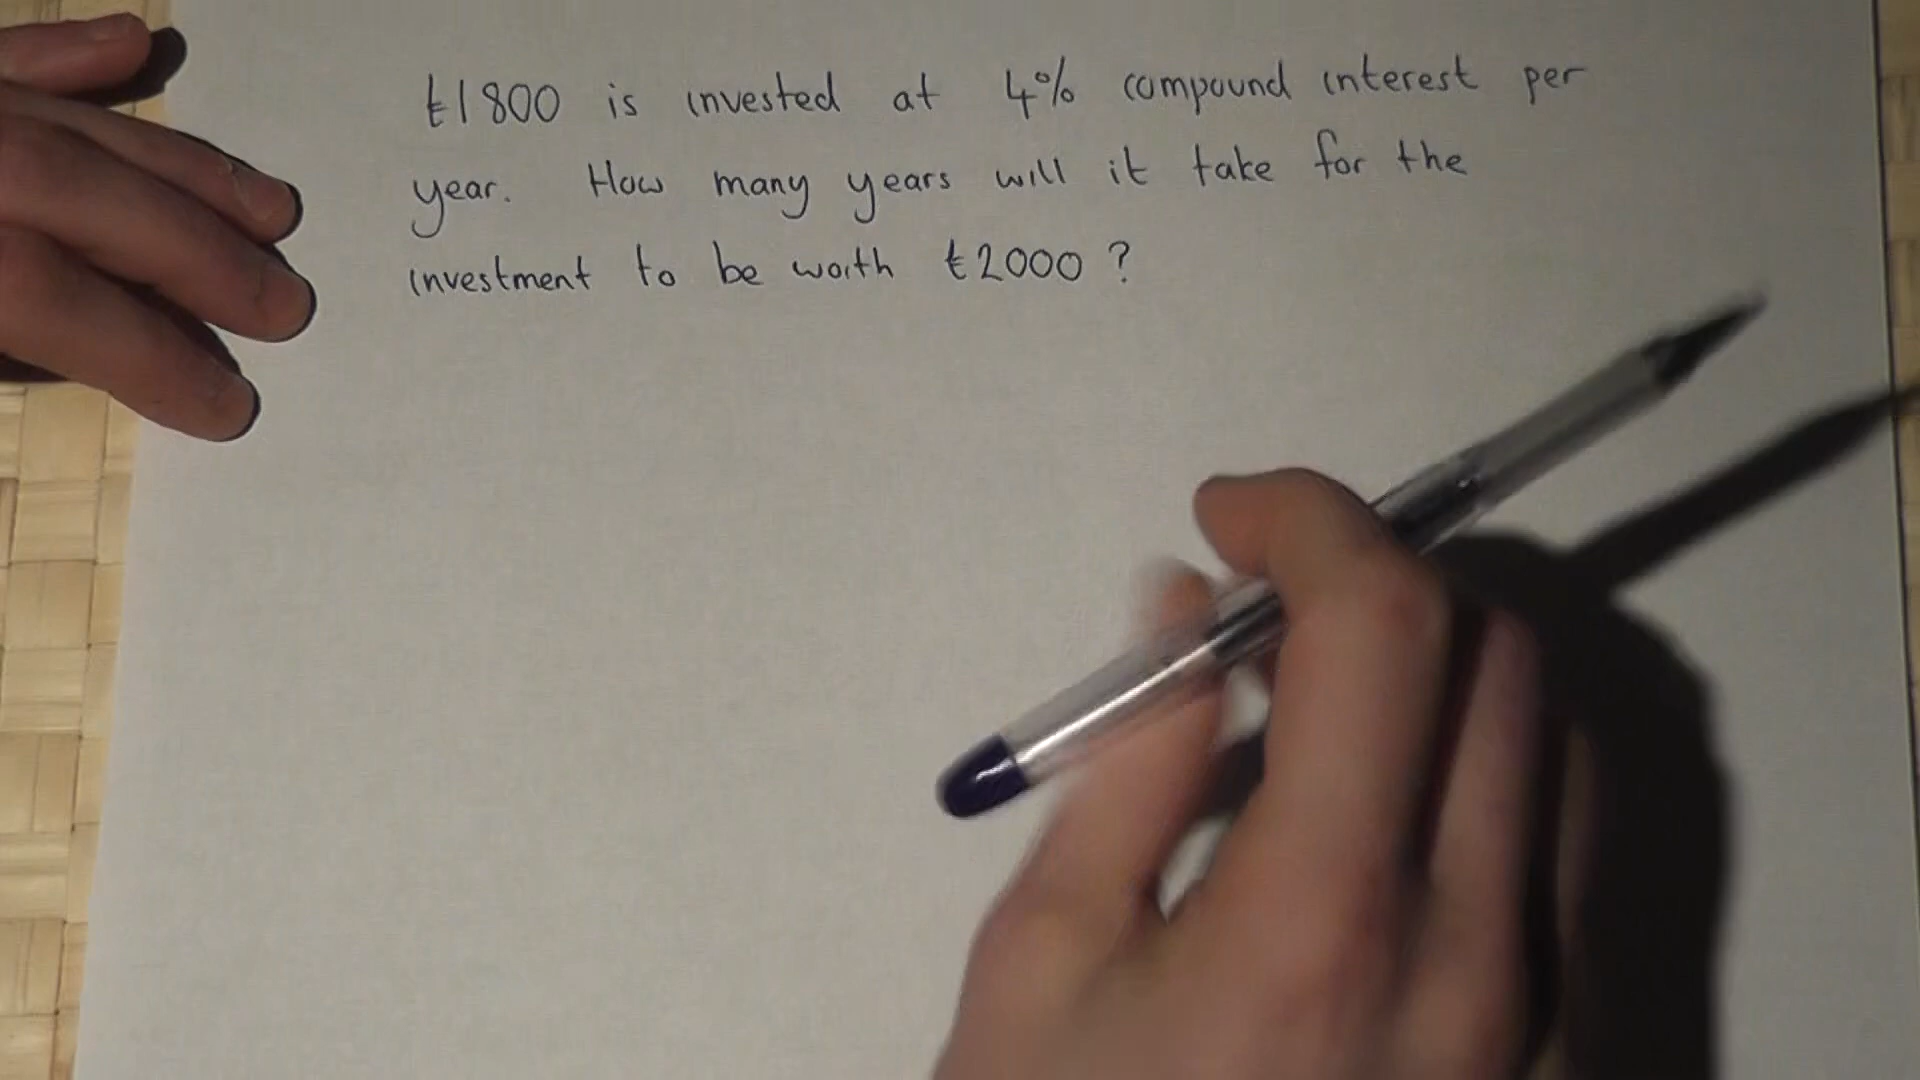 £1800 is invested at 4% compound interest per
year. How many years will it take for the
investment to be worth £2000?